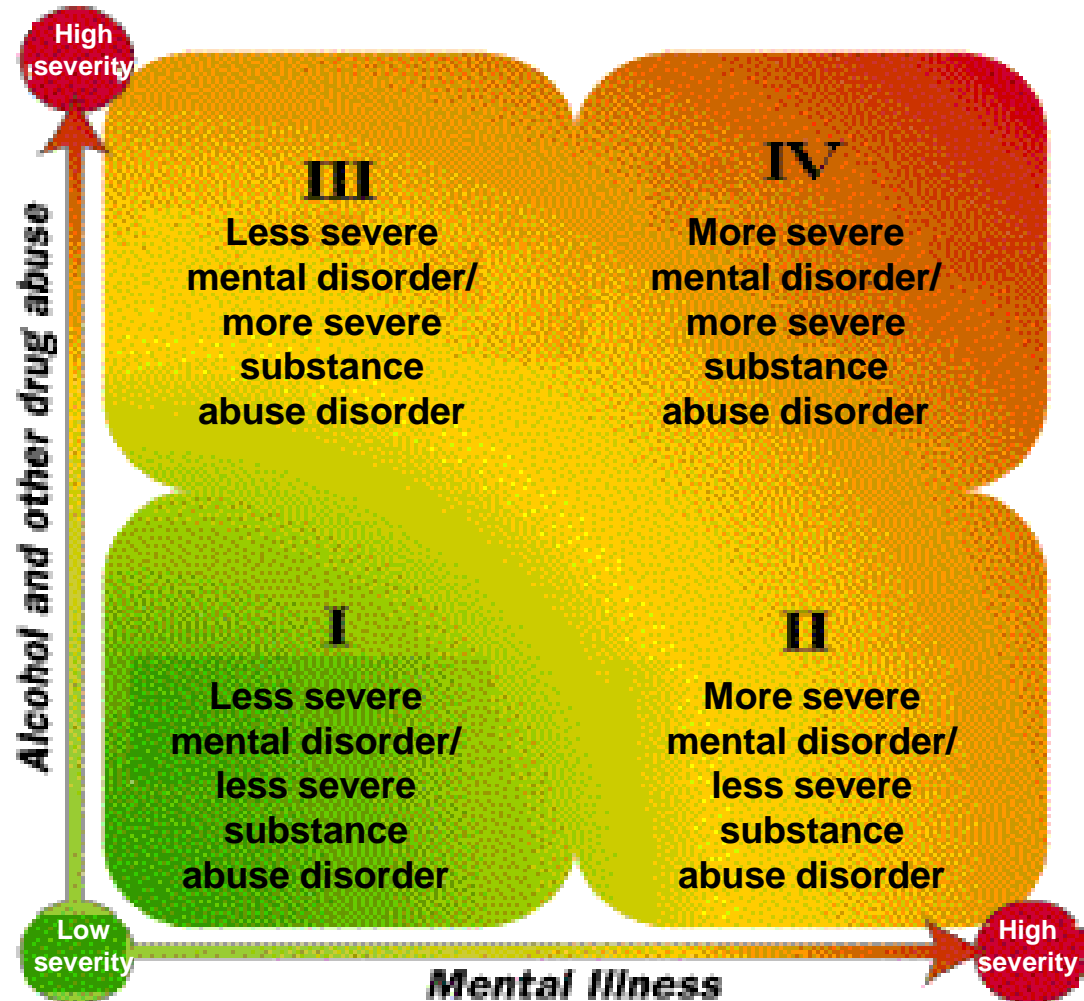 High
severity
Alcohol and other drug abuse
III
Less severe
mental disorder/
more severe
substance
abuse disorder
IV
More severe
mental disorder/
more severe
substance
abuse disorder
I
Less severe
mental disorder/
less severe
substance
abuse disorder
II
More severe
mental disorder/
less severe
substance
abuse disorder
Low
severity
Mental Illness
High
severity